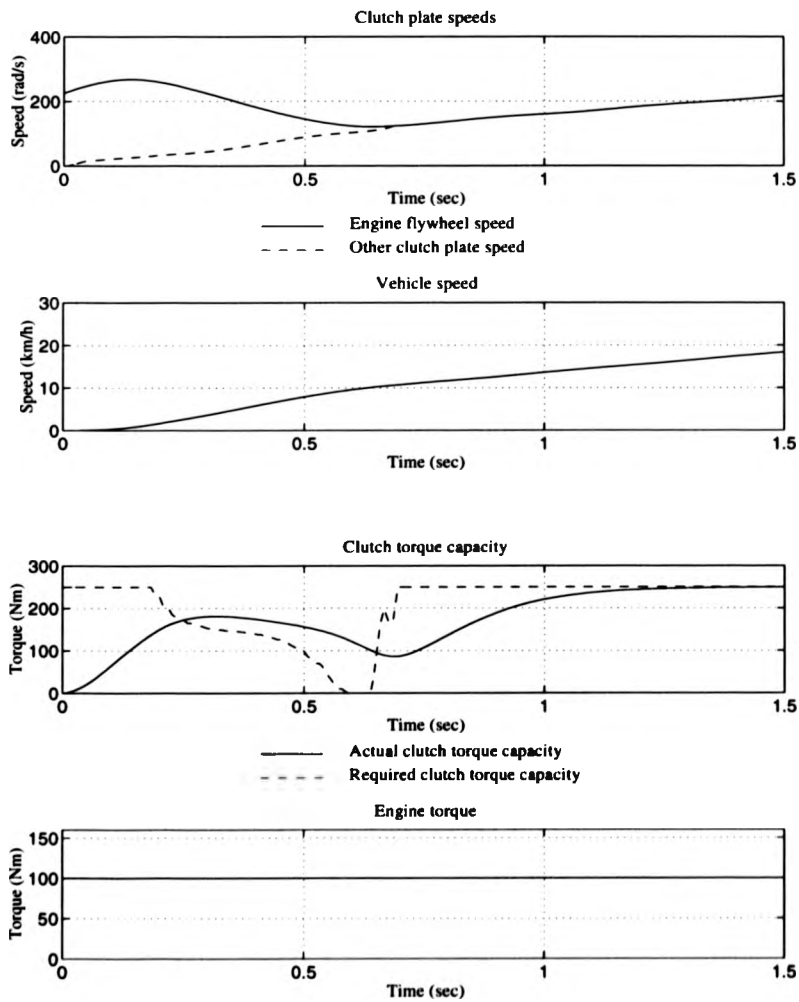 Clutch plate speeds
400
200
0
Speed (rad/s)
0 0.5 1 1.5
Time (sec)
Engine flywheel speed
Other clutch plate speed
Vehicle speed
30
20
10
0
Speed (km/h)
0 0.5 1 1.5
Time (sec)
Clutch torque capacity
300
200
100
0
Torque (Nm)
0 0.5 1 1.5
Time (sec)
Actual clutch torque capacity
Required clutch torque capacity
Engine torque
150
100
50
0
Torque (Nm)
0 0.5 1 1.5
Time (sec)